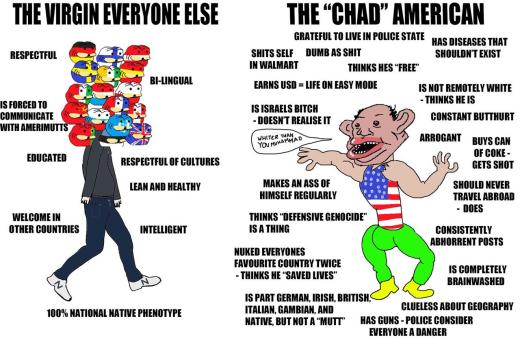 THE VIRGIN EVERYONE ELSE
RESPECTFUL
BI-LINGUAL
IS FORCED TO
COMMUNICATE
WITH AMERIMUTTS
EDUCATED
RESPECTFUL OF CULTURES
LEAN AND HEALTHY
WELCOME IN
OTHER COUNTRIES
INTELLIGENT
N
N
100% NATIONAL NATIVE PHENOTYPE
THE "CHAD" AMERICAN
GRATEFUL TO LIVE IN POLICE STATE
SHITS SELF
IN WALMART
DUMB AS SHIT
HAS DISEASES THAT
SHOULDN'T EXIST
THINKS HES "FREE"
EARNS USD = LIFE ON EASY MODE
IS NOT REMOTELY WHITE
- THINKS HE IS
IS ISRAELS BITCH
- DOESN'T REALISE IT
CONSTANT BUTTHURT
WHITER THAN
YOU MUHAMMAD
ARROGANT
BUYS CAN
OF COKE -
GETS SHOT
MAKES AN ASS OF
HIMSELF REGULARLY
SHOULD NEVER
TRAVEL ABROAD
- DOES
THINKS "DEFENSIVE GENOCIDE"
IS A THING
CONSISTENTLY
ABHORRENT POSTS
NUKED EVERYONES
FAVOURITE COUNTRY TWICE
- THINKS HE "SAVED LIVES"
IS COMPLETELY
BRAINWASHED
IS PART GERMAN, IRISH, BRITISH,
ITALIAN, GAMBIAN, AND
NATIVE, BUT NOT A "MUTT"
CLUELESS ABOUT GEOGRAPHY
HAS GUNS - POLICE CONSIDER
EVERYONE A DANGER